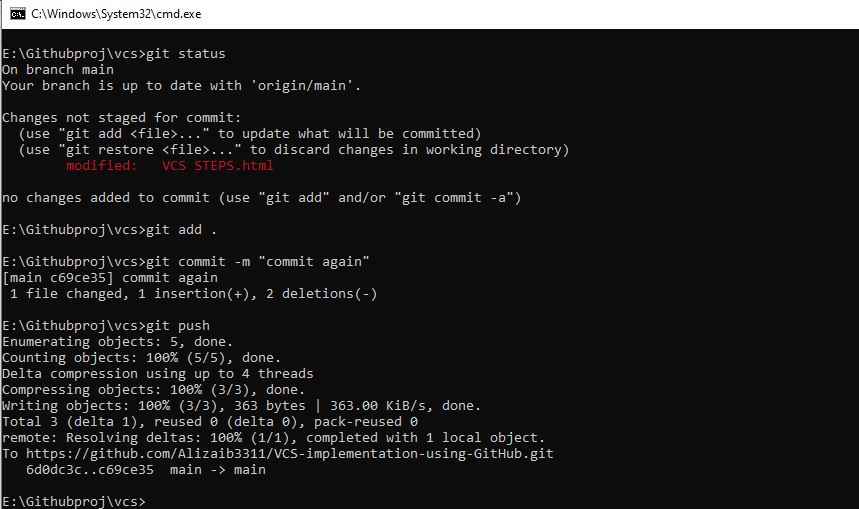 C:\Windows\System32\cmd.exe
E:\Githubproj\vcs>git status
On branch main
Your branch is up to date with 'origin/main'.
Changes not staged for commit:
  (use "git add <file>..." to update what will be committed)
  (use "git restore <file>..." to discard changes in working directory)
        modified:   VCS STEPS.html
no changes added to commit (use "git add" and/or "git commit -a")
E:\Githubproj\vcs>git add .
E:\Githubproj\vcs>git commit -m "commit again"
[main c69ce35] commit again
 1 file changed, 1 insertion(+), 2 deletions(-)
E:\Githubproj\vcs>git push
Enumerating objects: 5, done.
Counting objects: 100% (5/5), done.
Delta compression using up to 4 threads
Compressing objects: 100% (3/3), done.
Writing objects: 100% (3/3), 363 bytes | 363.00 KiB/s, done.
Total 3 (delta 1), reused 0 (delta 0), pack-reused 0
remote: Resolving deltas: 100% (1/1), completed with 1 local object.
To https://github.com/Alizaib3311/VCS-implementation-using-GitHub.git
   6d0dc3c..c69ce35  main -> main
E:\Githubproj\vcs>